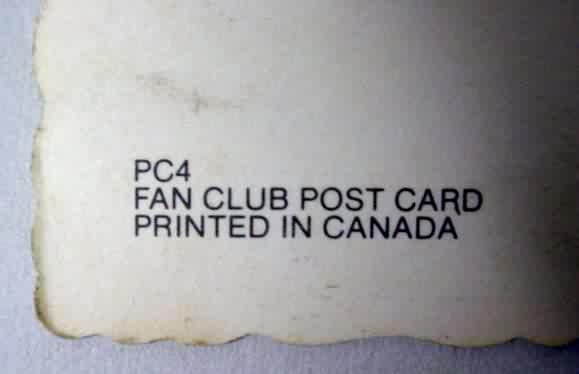 PC4
FAN CLUB POST CARD
PRINTED IN CANADA